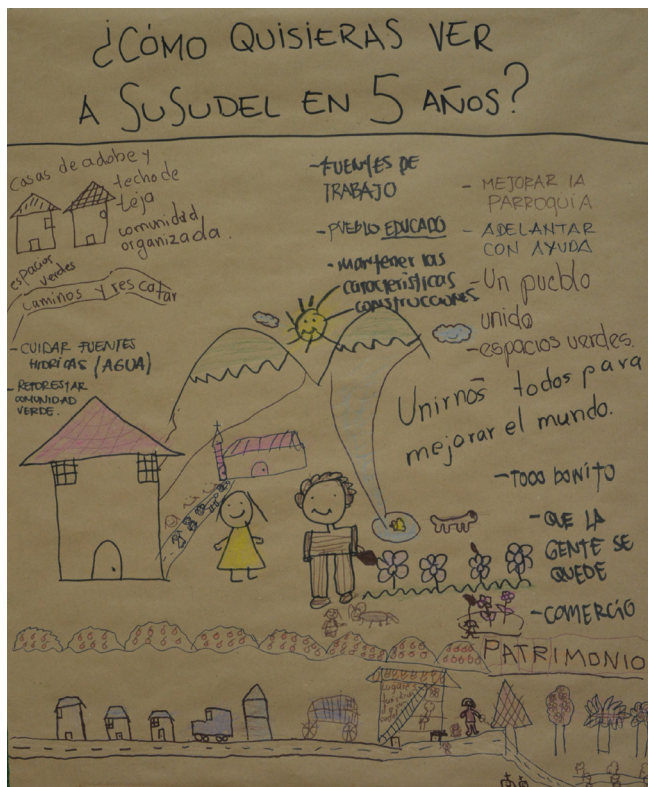 ¿CÓMO QUISIERAS VER
A SUSUDEL EN 5 AÑOS?
casas de adobe y
techo de
teja
comunidad
organizada.
espacios
verdes
caminos y rescatar
- CUIDAR FUENTES
HIDRICAS (AGUA)
- REFORESTAR
COMUNIDAD
VERDE.
- FUENTES DE
TRABAJO
- PUEBLO EDUCADO
- mantener las
caracteristicas
construcciones
- MEJORAR LA
PARROQUIA
- ADELANTAR
CON AYUDA
- Un pueblo
unido
- espacios verdes.
Unirnos todos para
mejorar el mundo.
- TODO BONITO
- QUE LA
GENTE SE
QUEDE
- COMERCIO
PATRIMONIO
lugares